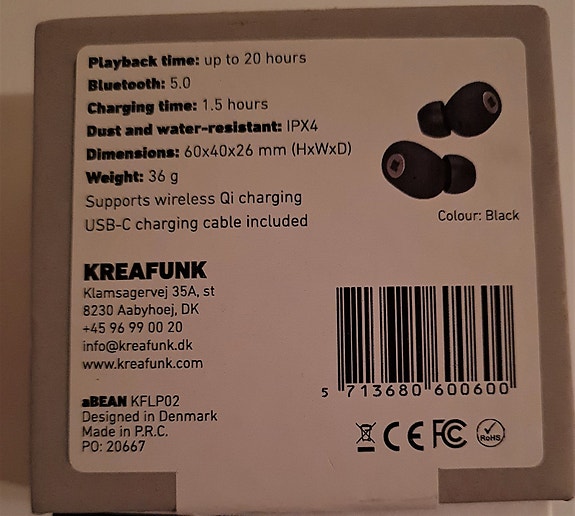 Playback time: up to 20 hours
Bluetooth: 5.0
Charging time: 1.5 hours
Dust and water-resistant: IPX4
Dimensions: 60x40x26 mm (HxWxD)
Weight: 36 g
Supports wireless Qi charging
USB-C charging cable included
Colour: Black
KREAFUNK
Klamsagervej 35A, st
8230 Aabyhoej, DK
+45 96 99 00 20
info@kreafunk.dk
www.kreafunk.com
5 713680 600600
aBEAN KFLP02
Designed in Denmark
Made in P.R.C.
PO: 20667
CE FC RoHS